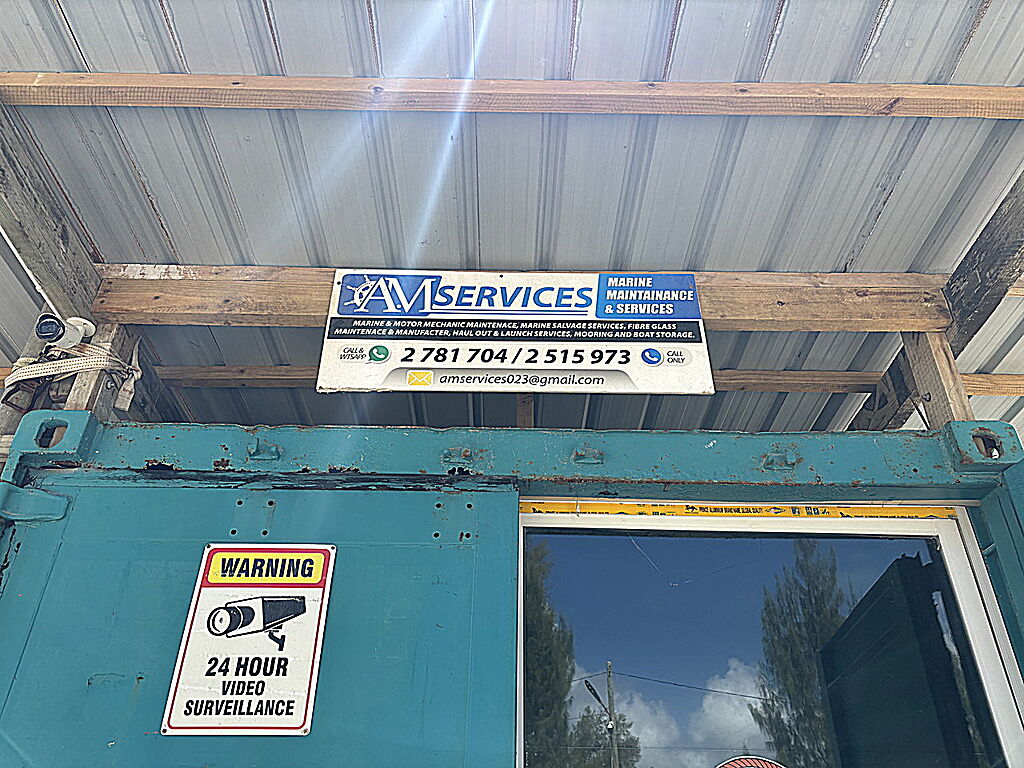 A.M SERVICES
MARINE
MAINTAINANCE
& SERVICES
MARINE & MOTOR MECHANIC MAINTENACE, MARINE SALVAGE SERVICES, FIBRE GLASS
MAINTENACE & MANUFACTER, HAUL OUT & LAUNCH SERVICES, MOORING AND BOAT STORAGE.
CALL &
WTSAPP
2 781 704 / 2 515 973
CALL
ONLY
amservices023@gmail.com
WARNING
24 HOUR
VIDEO
SURVEILLANCE